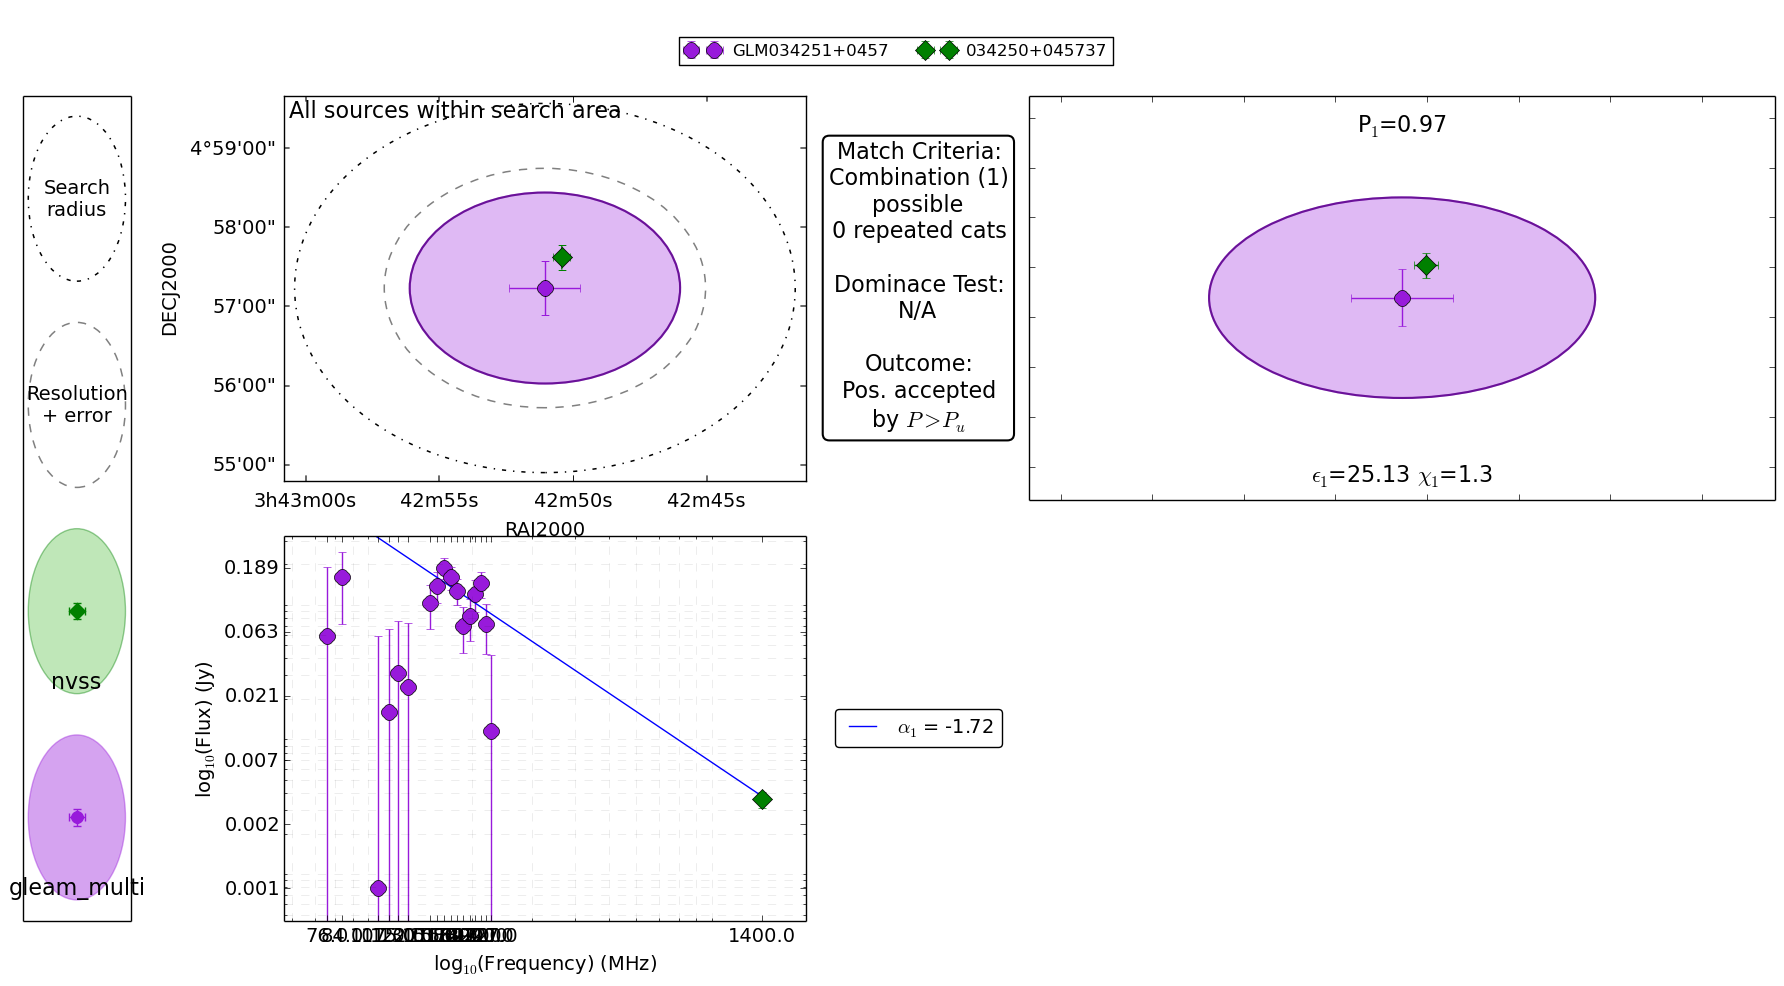 GLM034251+0457
034250+045737
Search
radius
Resolution
+ error
nvss
gleam_multi
All sources within search area
DECJ2000
4°59'00"
58'00"
57'00"
56'00"
55'00"
3h43m00s
42m55s
42m50s
42m45s
RAJ2000
Match Criteria:
Combination (1)
possible
0 repeated cats
Dominace Test:
N/A
Outcome:
Pos. accepted
by P>Pᵤ
P₁=0.97
ϵ₁=25.13 χ₁=1.3
log₁₀(Flux) (Jy)
0.189
0.063
0.021
0.007
0.002
0.001
1400.0
log₁₀(Frequency) (MHz)
α₁ = -1.72